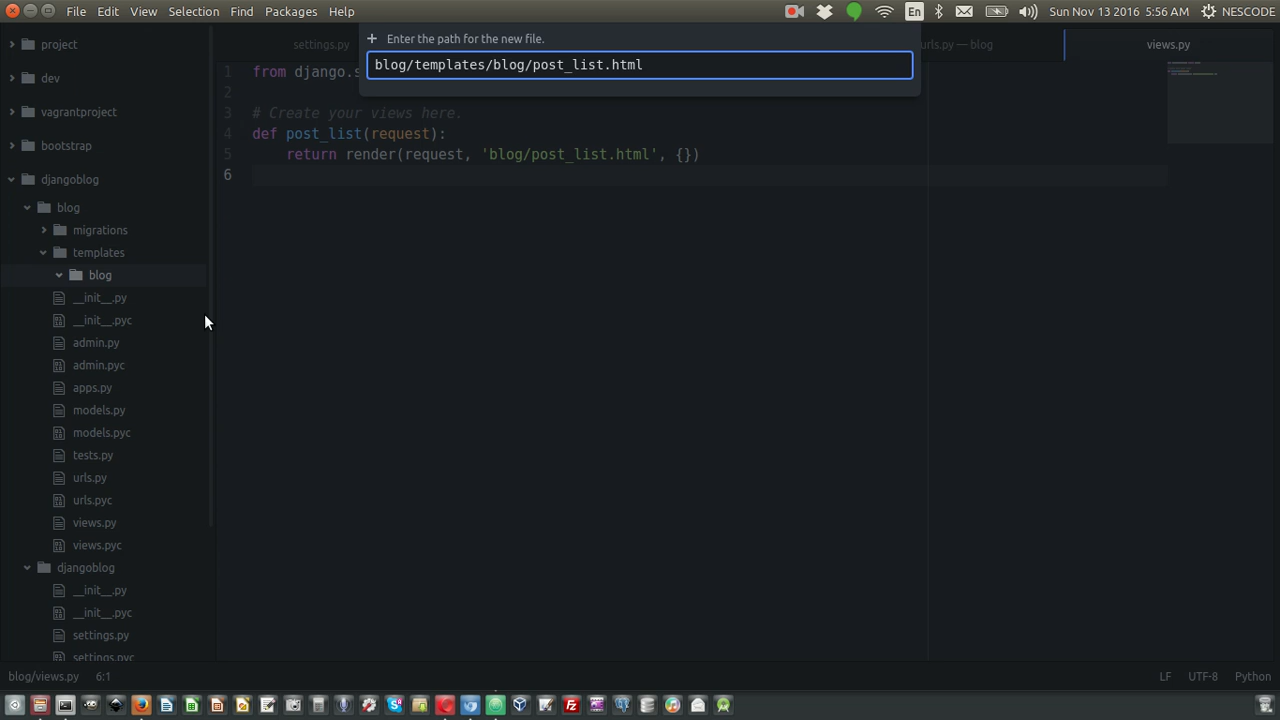 File Edit View Selection Find Packages Help
En
Sun Nov 13 2016 5:56 AM
NESCODE
project
dev
vagrantproject
bootstrap
djangoblog
blog
migrations
templates
blog
__init__.py
__init__.pyc
admin.py
admin.pyc
apps.py
models.py
models.pyc
tests.py
urls.py
urls.pyc
views.py
views.pyc
djangoblog
__init__.py
__init__.pyc
settings.py
settings.pyc
settings.py
urls.py — blog
views.py
Enter the path for the new file.
blog/templates/blog/post_list.html
1 from django.s
2
3 # Create your views here.
4 def post_list(request):
5 return render(request, 'blog/post_list.html', {})
6
blog/views.py 6:1
LF UTF-8 Python